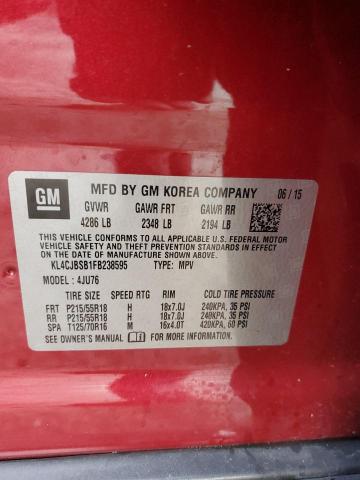 GM
MFD BY GM KOREA COMPANY 06 / 15
GVWR GAWR FRT GAWR RR
4286 LB 2348 LB 2194 LB
THIS VEHICLE CONFORMS TO ALL APPLICABLE U.S. FEDERAL MOTOR
VEHICLE SAFETY, BUMPER, AND THEFT PREVENTION STANDARDS
IN EFFECT ON THE DATE OF MANUFACTURE SHOWN ABOVE.
KL4CJBSB1FB238595 TYPE: MPV
MODEL: 4JU76
TIRE SIZE SPEED RTG RIM COLD TIRE PRESSURE
FRT P215/55R18 H 18x7.0J 240KPA, 35 PSI
RR P215/55R18 H 18x7.0J 240KPA, 35 PSI
SPA T125/70R16 M 16x4.0T 420KPA, 60 PSI
SEE OWNER'S MANUAL FOR MORE INFORMATION.